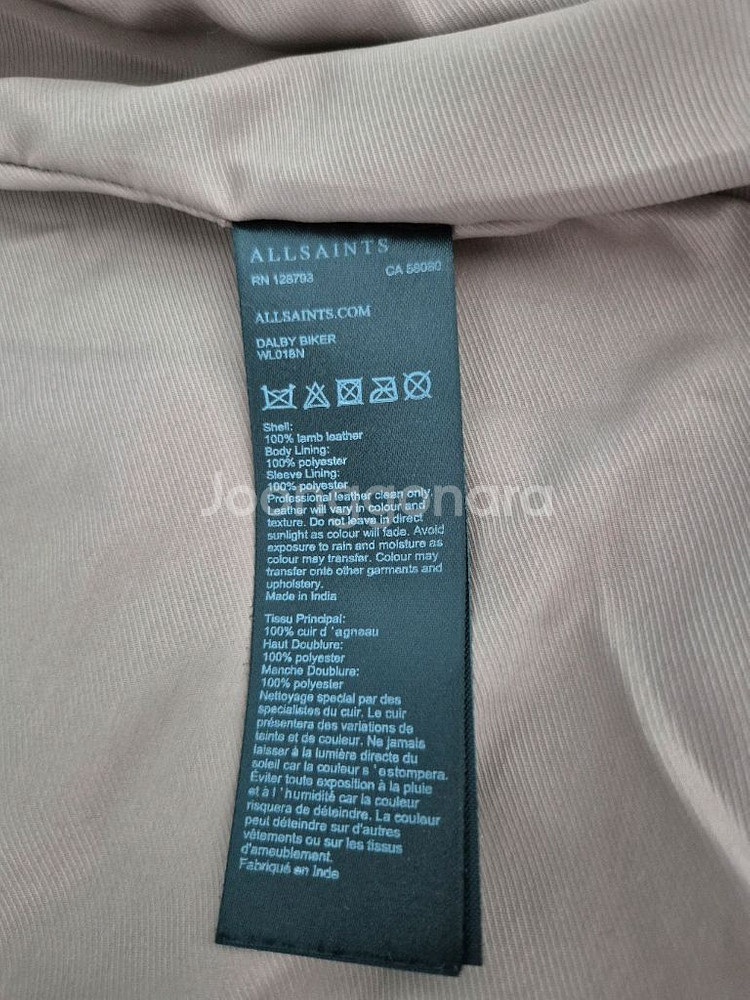 ALLSAINTS
RN 128793 CA 58080
ALLSAINTS.COM
DALBY BIKER
WL018N
Shell:
100% lamb leather
Body Lining:
100% polyester
Sleeve Lining:
100% polyester
Professional leather clean only.
Leather will vary in colour and
texture. Do not leave in direct
sunlight as colour will fade. Avoid
exposure to rain and moisture as
colour may transfer. Colour may
transfer onto other garments and
upholstery.
Made in India
Tissu Principal:
100% cuir d 'agneau
Haut Doublure:
100% polyester
Manche Doublure:
100% polyester
Nettoyage special par des
specialistes du cuir. Le cuir
présentera des variations de
teinte et de couleur. Ne jamais
laisser à la lumière directe du
soleil car la couleur s 'estompera.
Éviter toute exposition à la pluie
et à l 'humidité car la couleur
risquera de déteindre. La couleur
peut déteindre sur d'autres
vêtements ou sur les tissus
d'ameublement.
Fabriqué en Inde